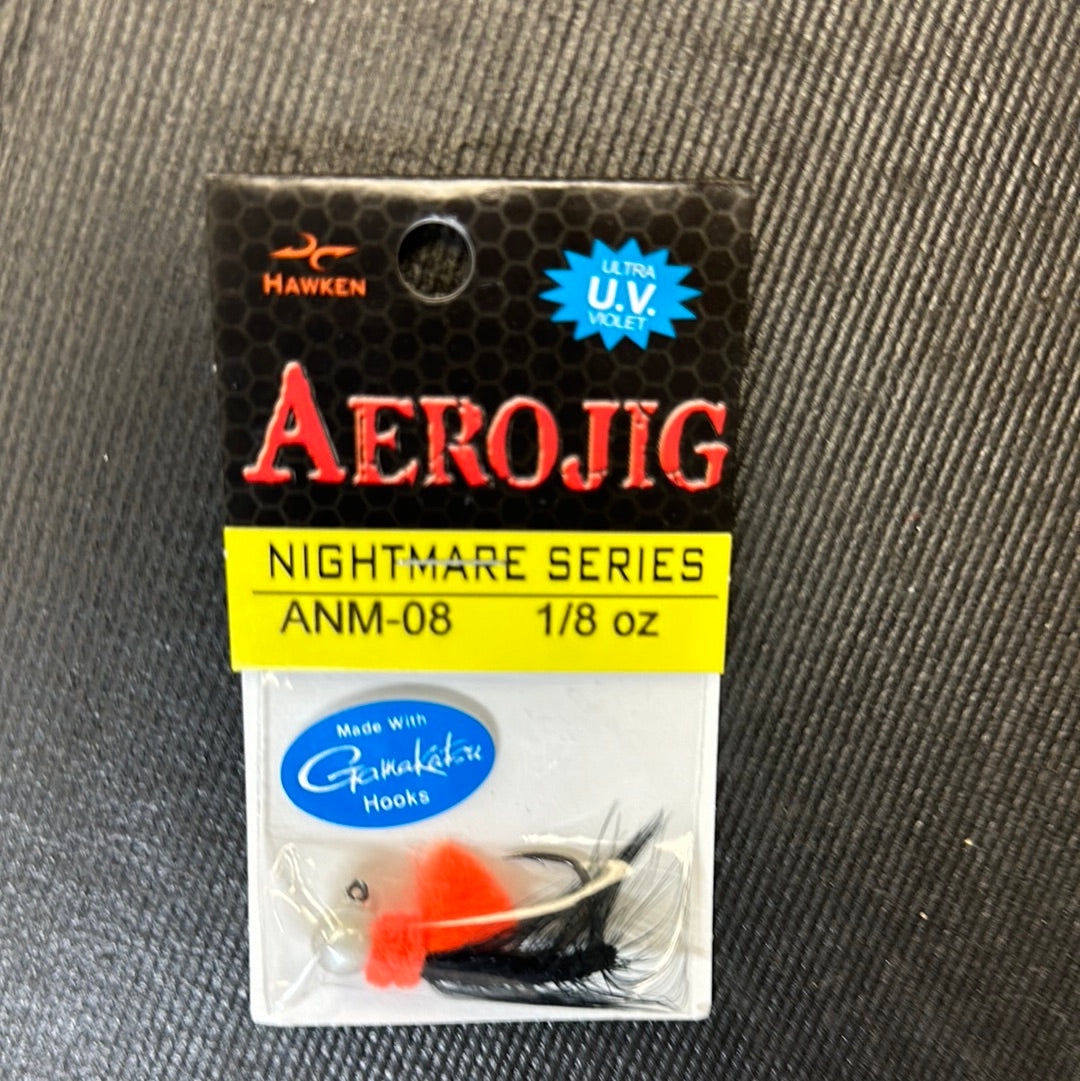 HAWKEN
ULTRA
U.V.
VIOLET
AEROJIG
NIGHTMARE SERIES
ANM-08 1/8 oz
Made With
Gamakatsu
Hooks